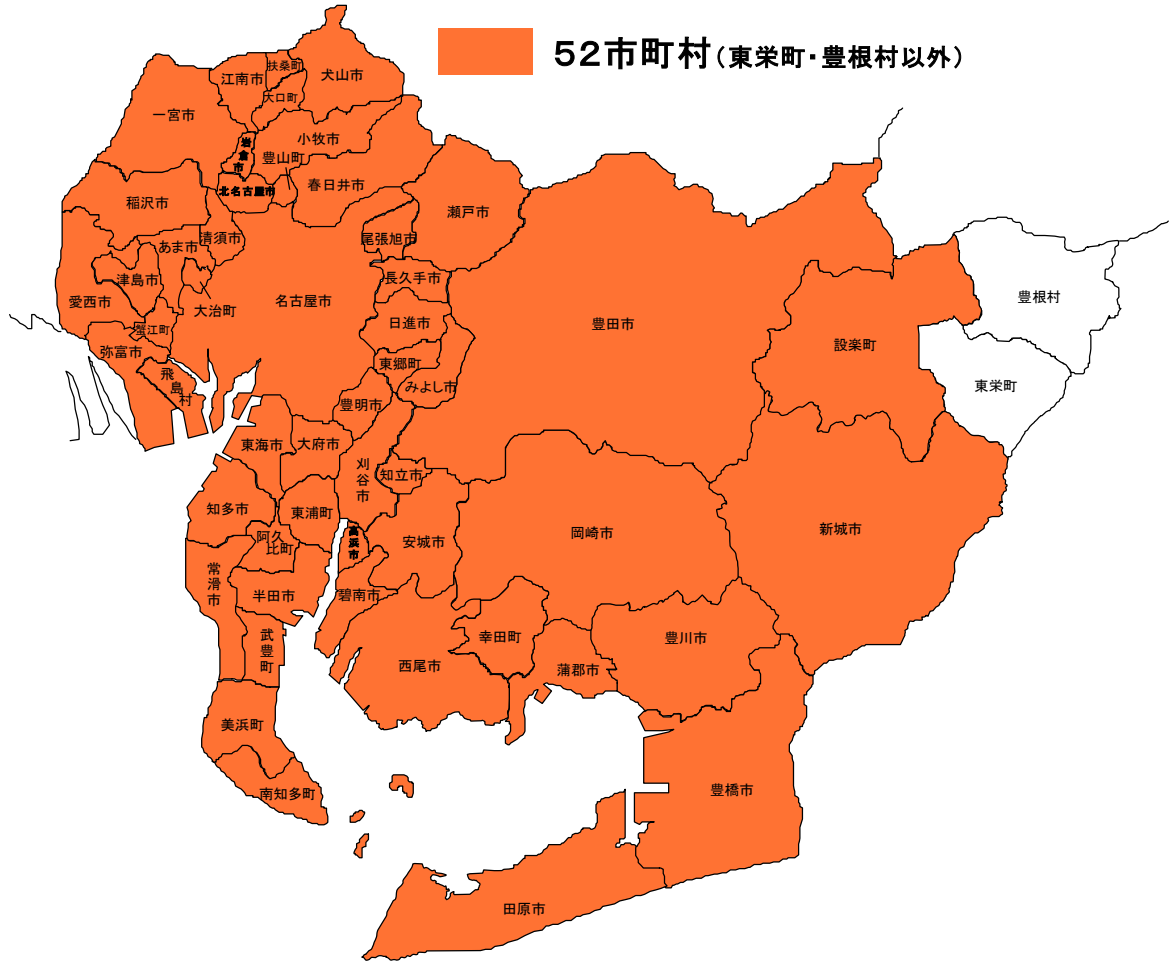 52市町村(東栄町・豊根村以外)
扶桑町
犬山市
江南市
大口町
一宮市
小牧市
岩
倉
市
豊山町
春日井市
北名古屋市
稲沢市
瀬戸市
清須市
尾張旭市
あま市
津島市
長久手市
愛西市
大治町
名古屋市
豊根村
日進市
豊田市
蟹江町
設楽町
弥富市
東郷町
飛
島
村
みよし市
東栄町
豊明市
東海市
大府市
刈
谷
市
知立市
知多市
東浦町
阿久
比町
高
浜
市
安城市
岡崎市
新城市
常
滑
市
半田市
碧南市
武
豊
町
幸田町
豊川市
西尾市
蒲郡市
美浜町
南知多町
豊橋市
田原市